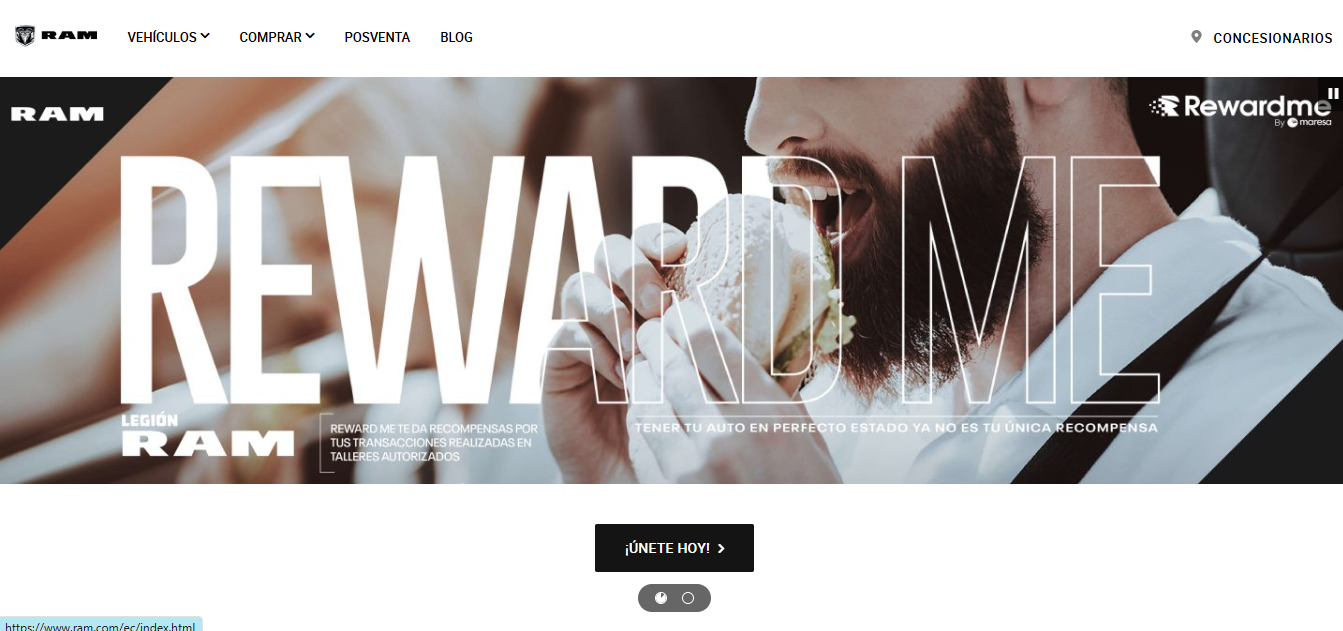 RAM
VEHÍCULOS
COMPRAR
POSVENTA
BLOG
CONCESIONARIOS
RAM
Rewardme
By maresa
REWARD ME
LEGIÓN
RAM
REWARD ME TE DA RECOMPENSAS POR
TUS TRANSACCIONES REALIZADAS EN
TALLERES AUTORIZADOS
TENER TU AUTO EN PERFECTO ESTADO YA NO ES TU ÚNICA RECOMPENSA
¡ÚNETE HOY!
https://www.ram.com/ec/index.html